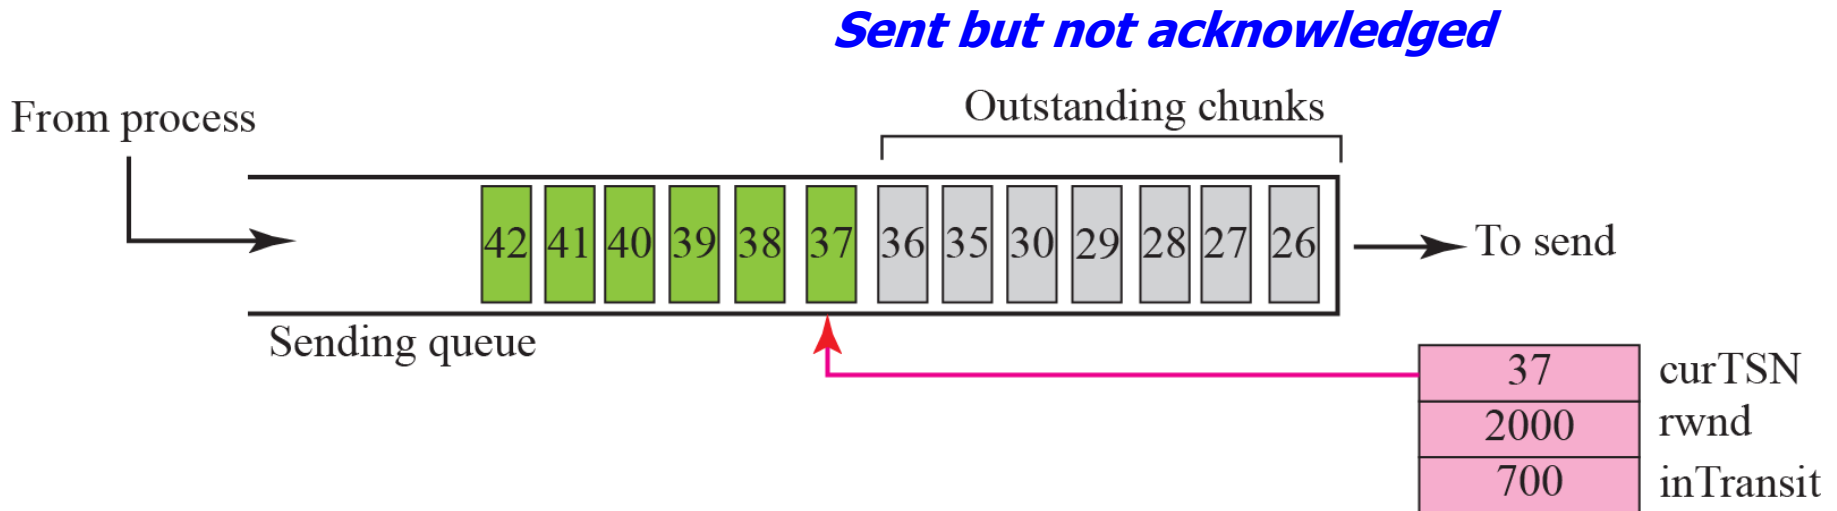 Sent but not acknowledged
Outstanding chunks
From process
42 41 40 39 38 37 36 35 30 29 28 27 26
To send
Sending queue
37 curTSN
2000 rwnd
700 inTransit